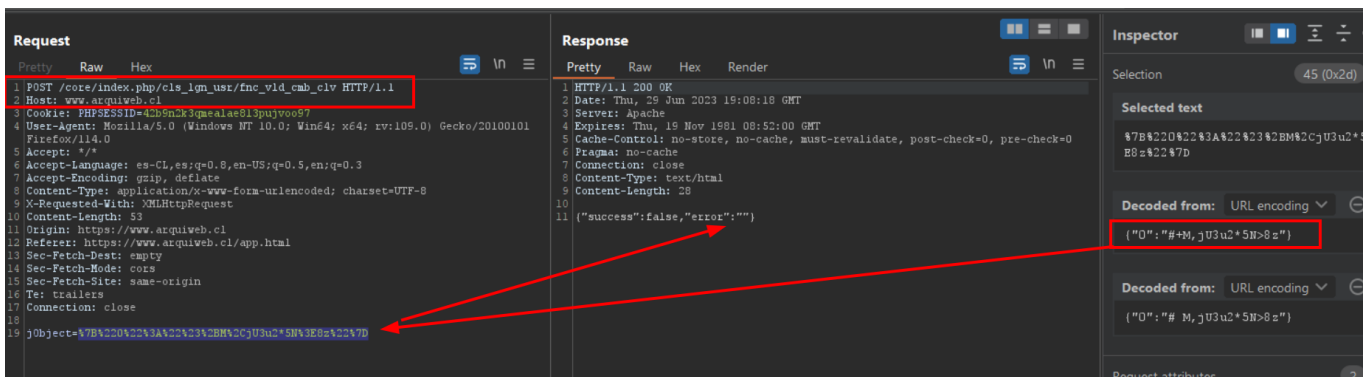 Request
Pretty Raw Hex
\n
1 POST /core/index.php/cls_lgn_usr/fnc_vld_cmb_clv HTTP/1.1
2 Host: www.arquiweb.cl
3 Cookie: PHPSESSID=42b9n2k3qmealae8l3pujvoo97
4 User-Agent: Mozilla/5.0 (Windows NT 10.0; Win64; x64; rv:109.0) Gecko/20100101
Firefox/114.0
5 Accept: */*
6 Accept-Language: es-CL,es;q=0.8,en-US;q=0.5,en;q=0.3
7 Accept-Encoding: gzip, deflate
8 Content-Type: application/x-www-form-urlencoded; charset=UTF-8
9 X-Requested-With: XMLHttpRequest
10 Content-Length: 53
11 Origin: https://www.arquiweb.cl
12 Referer: https://www.arquiweb.cl/app.html
13 Sec-Fetch-Dest: empty
14 Sec-Fetch-Mode: cors
15 Sec-Fetch-Site: same-origin
16 Te: trailers
17 Connection: close
18
19 jObject=%7B%220%22%3A%22%23%2BM%2CjU3u2*5N%3E8z%22%7D
Response
Pretty Raw Hex Render
\n
1 HTTP/1.1 200 OK
2 Date: Thu, 29 Jun 2023 19:08:18 GMT
3 Server: Apache
4 Expires: Thu, 19 Nov 1981 08:52:00 GMT
5 Cache-Control: no-store, no-cache, must-revalidate, post-check=0, pre-check=0
6 Pragma: no-cache
7 Connection: close
8 Content-Type: text/html
9 Content-Length: 28
10
11 {"success":false,"error":""}
Inspector
Selection 45 (0x2d)
Selected text
%7B%220%22%3A%22%23%2BM%2CjU3u2*5
E8z%22%7D
Decoded from: URL encoding
{"0":"#+M,jU3u2*5N>8z"}
Decoded from: URL encoding
{"0":"# M,jU3u2*5N>8z"}
Request attributes 2